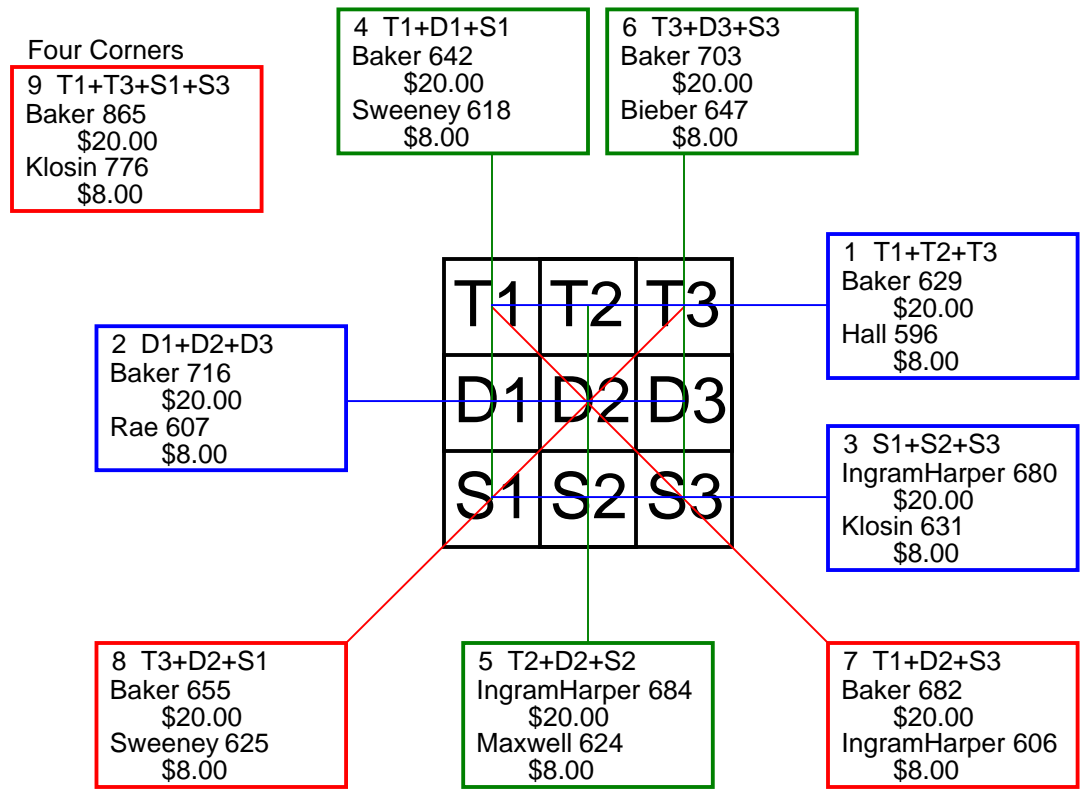 Four Corners
9 T1+T3+S1+S3
Baker 865
$20.00
Klosin 776
$8.00
4 T1+D1+S1
Baker 642
$20.00
Sweeney 618
$8.00
6 T3+D3+S3
Baker 703
$20.00
Bieber 647
$8.00
1 T1+T2+T3
Baker 629
$20.00
Hall 596
$8.00
2 D1+D2+D3
Baker 716
$20.00
Rae 607
$8.00
T1 T2 T3
D1 D2 D3
S1 S2 S3
3 S1+S2+S3
IngramHarper 680
$20.00
Klosin 631
$8.00
8 T3+D2+S1
Baker 655
$20.00
Sweeney 625
$8.00
5 T2+D2+S2
IngramHarper 684
$20.00
Maxwell 624
$8.00
7 T1+D2+S3
Baker 682
$20.00
IngramHarper 606
$8.00